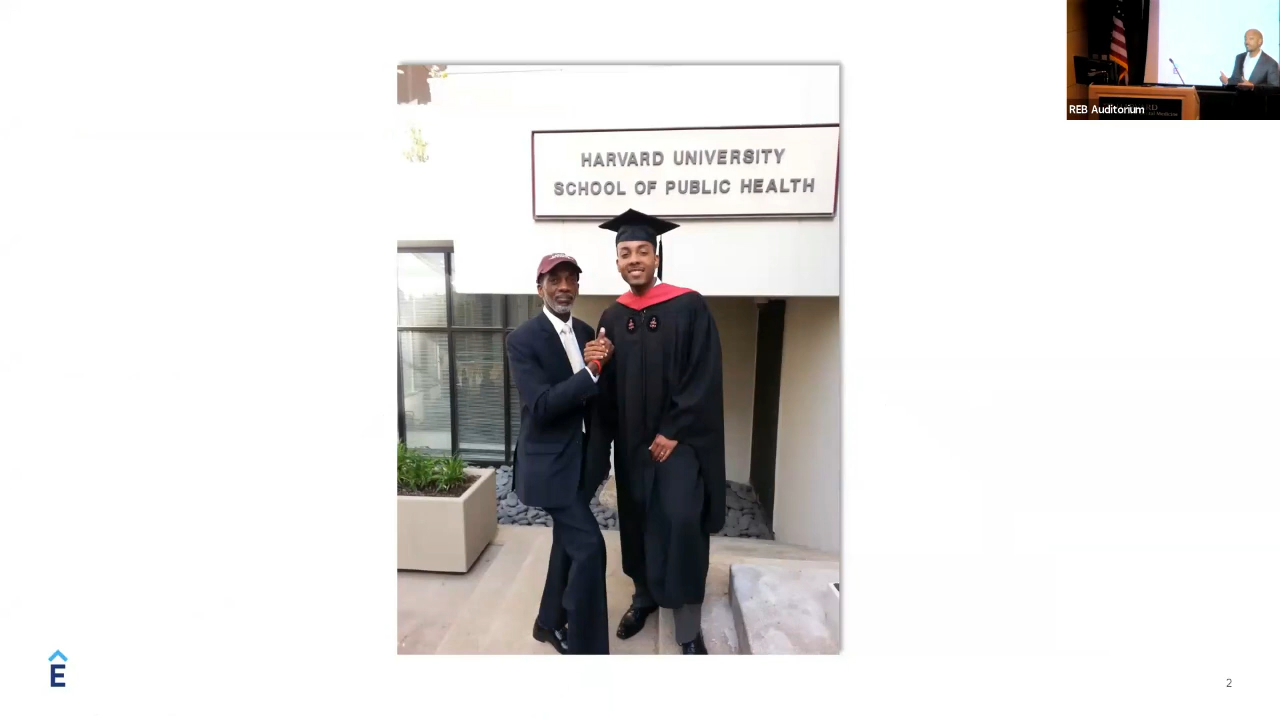 HARVARD UNIVERSITY
SCHOOL OF PUBLIC HEALTH
REB Auditorium
Ê
2